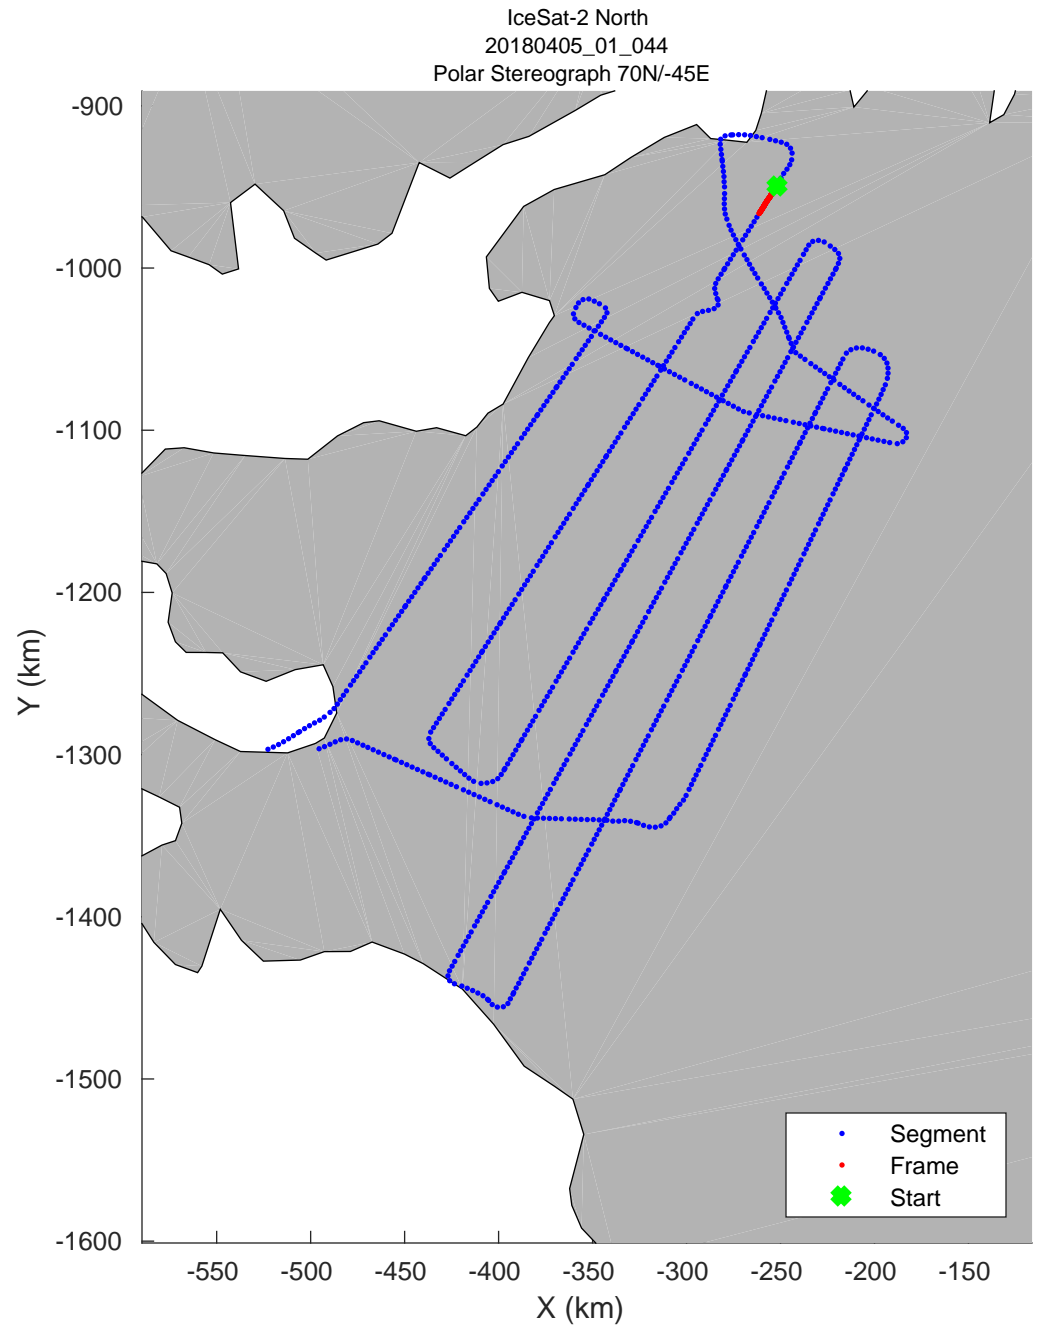 IceSat-2 North
20180405_01_044
Polar Stereograph 70N/-45E
-900
-1000
-1100
-1200
-1300
-1400
-1500
-1600
Y (km)
-550 -500 -450 -400 -350 -300 -250 -200 -150
X (km)
Segment
Frame
Start